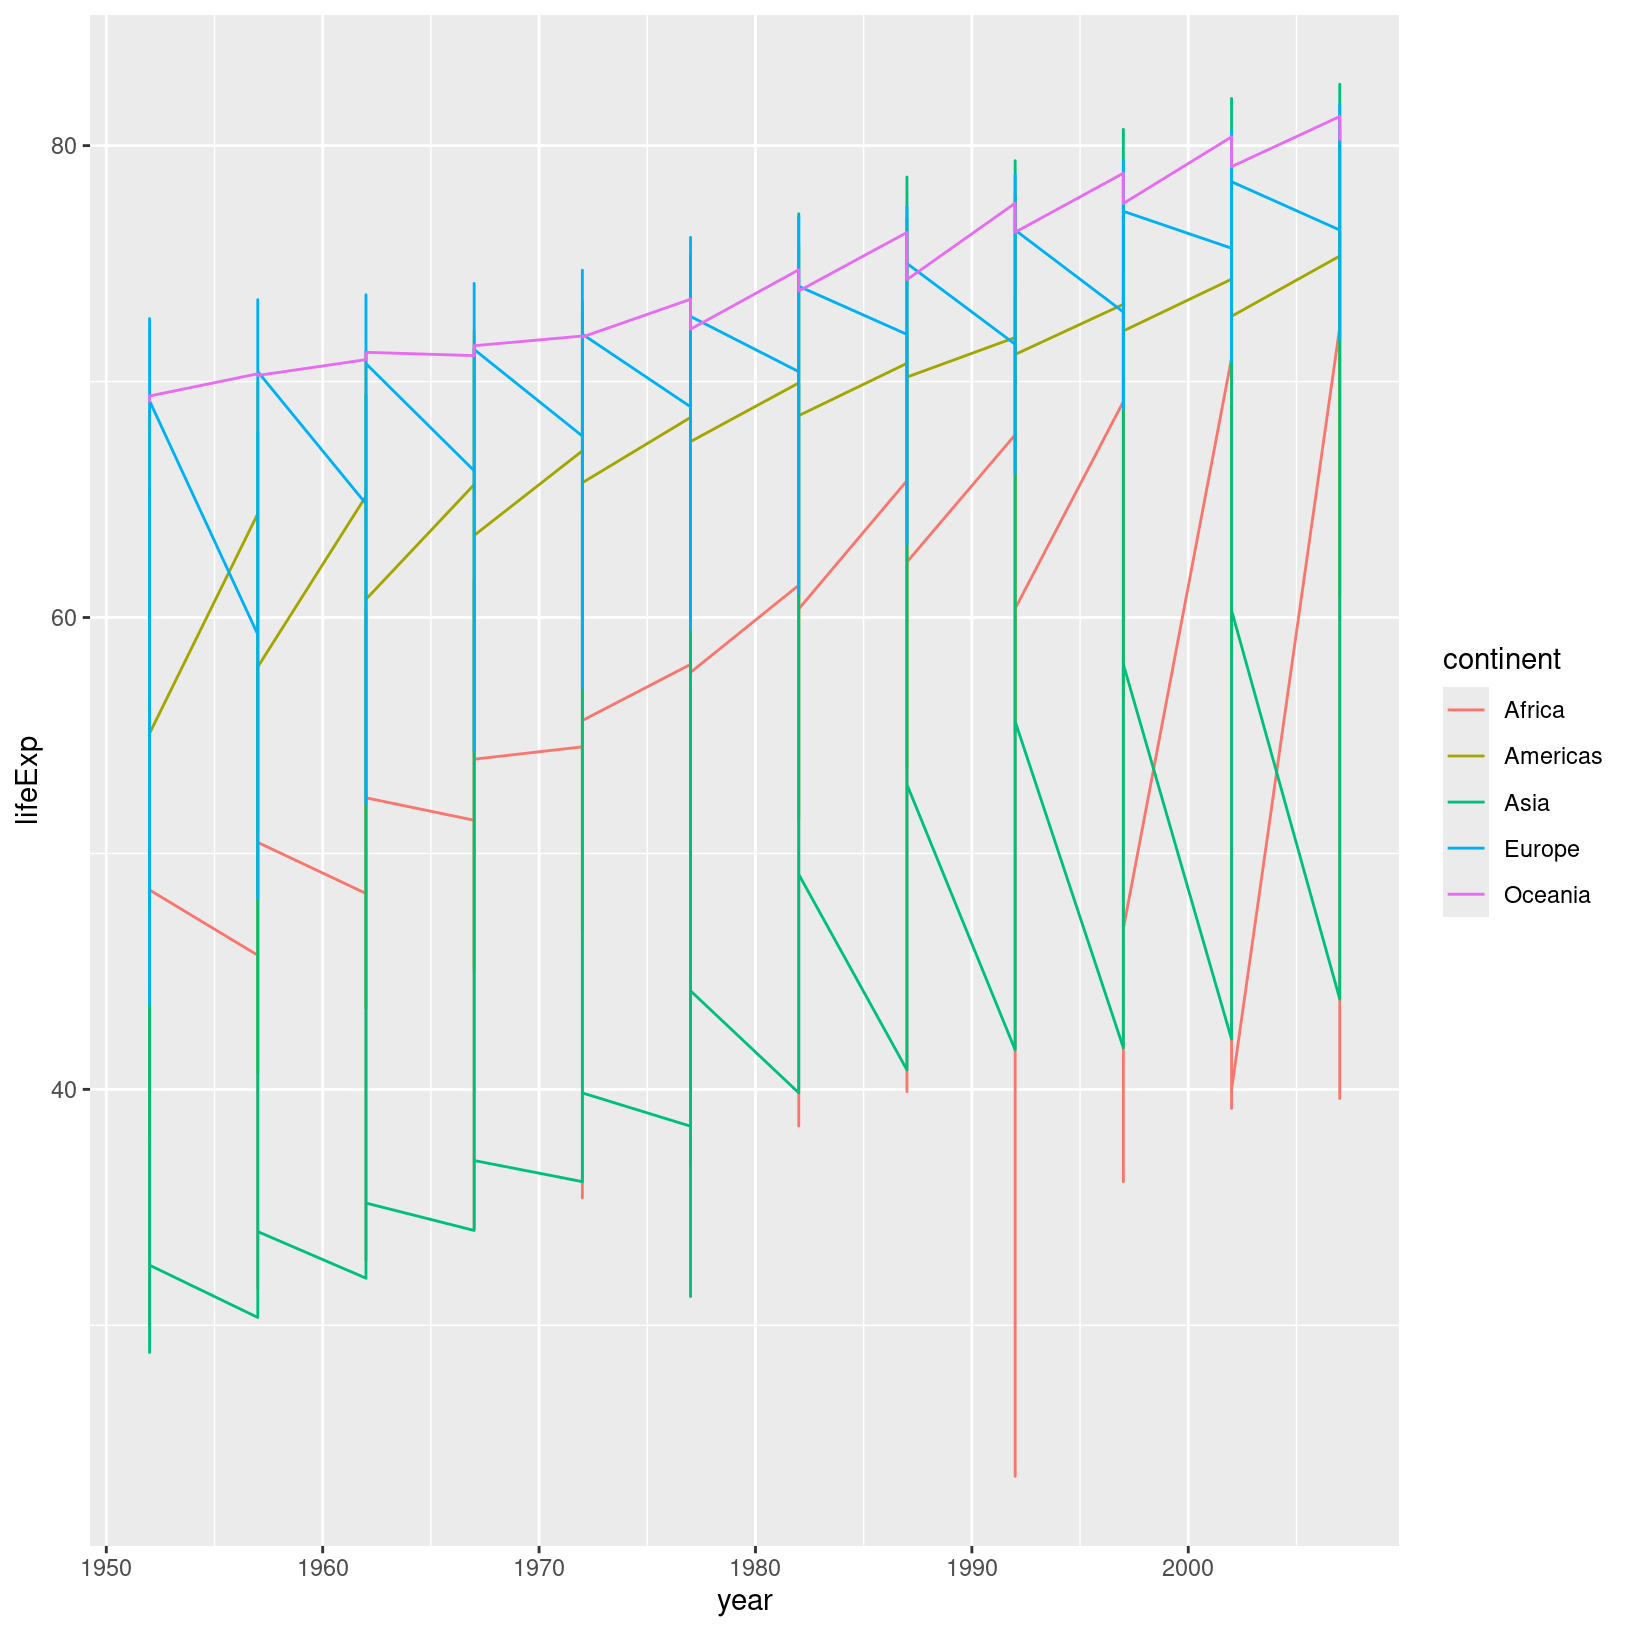 80
60
40
lifeExp
1950 1960 1970 1980 1990 2000
year
continent
Africa
Americas
Asia
Europe
Oceania